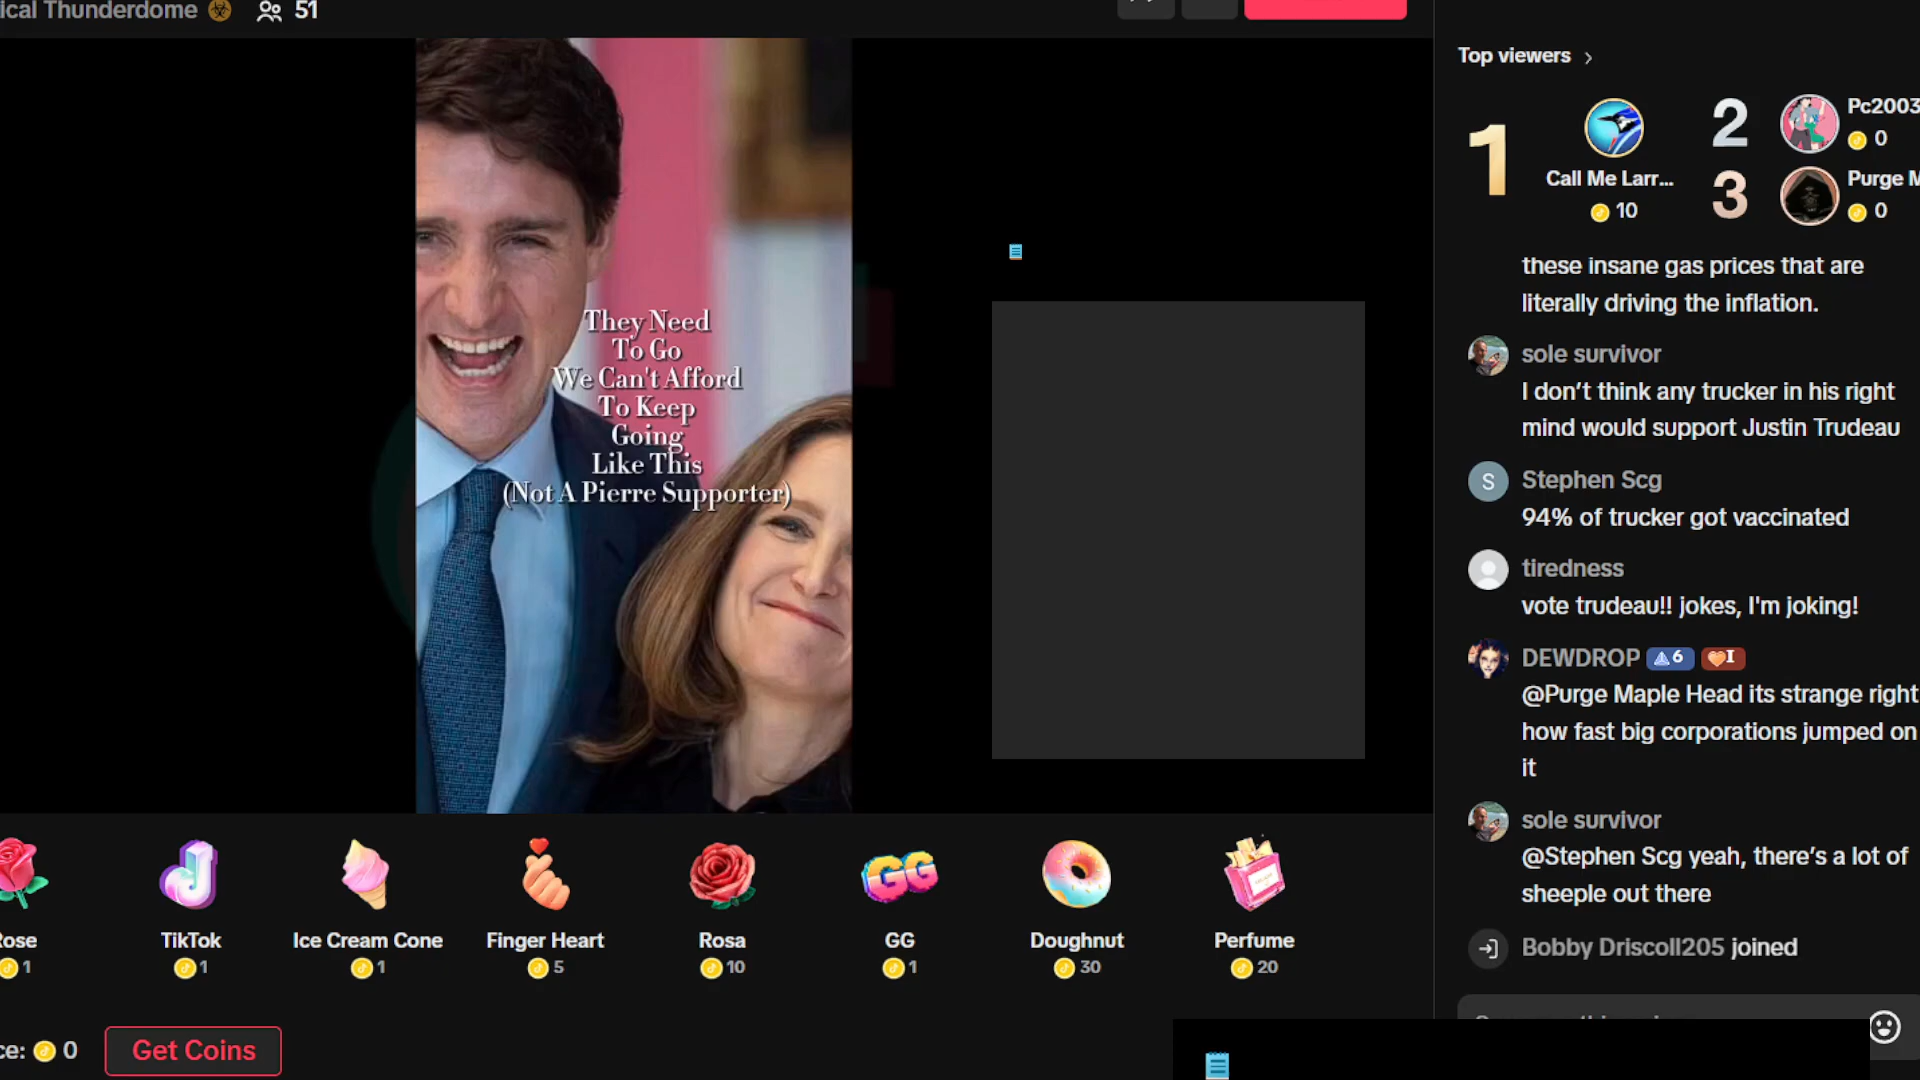 ical Thunderdome 51
They Need
To Go
We Can't Afford
To Keep
Going
Like This
(Not A Pierre Supporter)
Top viewers >
1
Call Me Larr...
10
2
Pc2003
0
3
Purge M
0
these insane gas prices that are
literally driving the inflation.
sole survivor
I don’t think any trucker in his right
mind would support Justin Trudeau
S
Stephen Scg
94% of trucker got vaccinated
tiredness
vote trudeau!! jokes, I'm joking!
DEWDROP 6 I
@Purge Maple Head its strange right
how fast big corporations jumped on
it
sole survivor
@Stephen Scg yeah, there’s a lot of
sheeple out there
Bobby Driscoll205 joined
GG
Rose TikTok Ice Cream Cone Finger Heart Rosa GG Doughnut Perfume
1 1 1 5 10 1 30 20
ce: 0 Get Coins